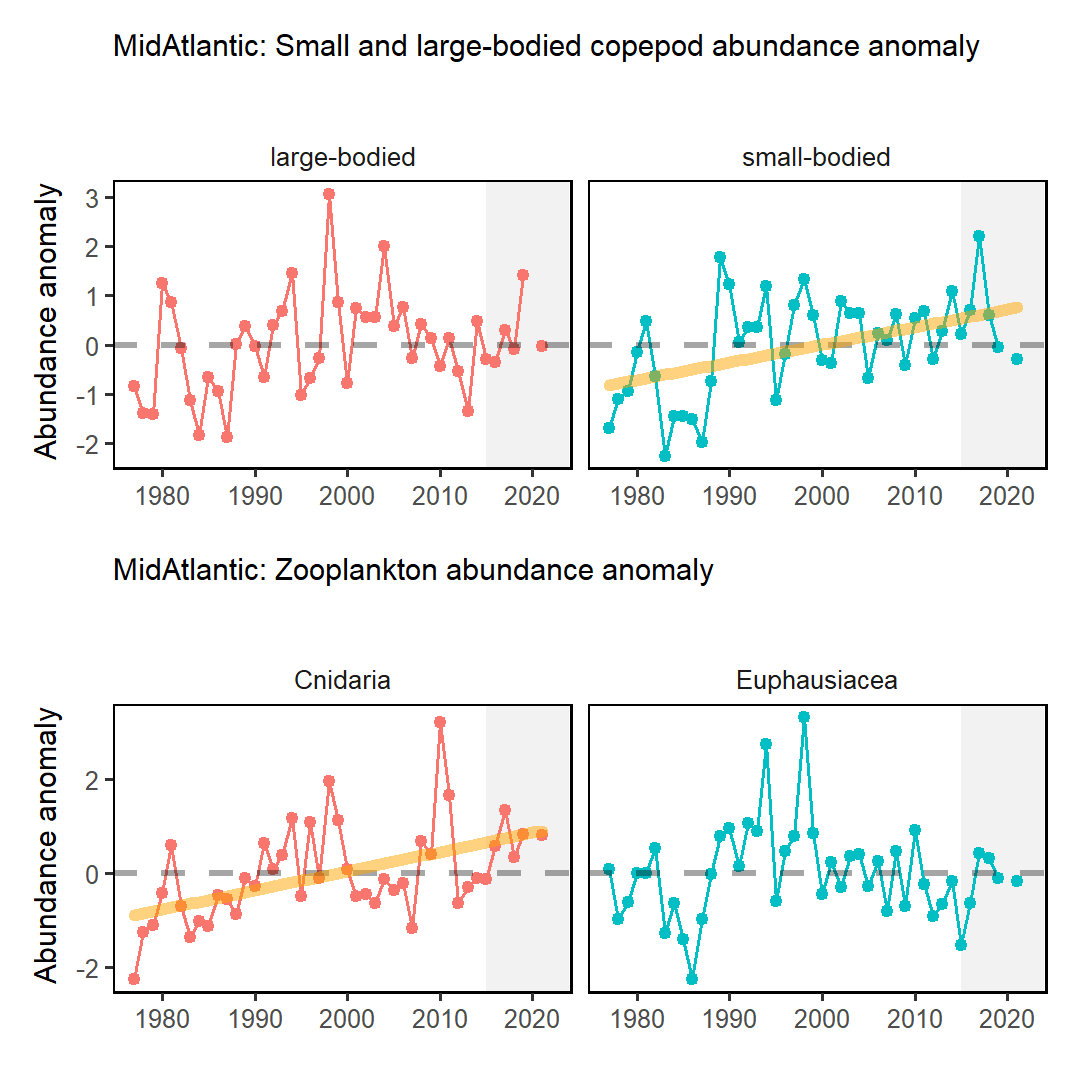 MidAtlantic: Small and large-bodied copepod abundance anomaly
large-bodied
small-bodied
Abundance anomaly
3
2
1
0
-1
-2
1980 1990 2000 2010 2020
1980 1990 2000 2010 2020
MidAtlantic: Zooplankton abundance anomaly
Cnidaria
Euphausiacea
Abundance anomaly
2
0
-2
1980 1990 2000 2010 2020
1980 1990 2000 2010 2020